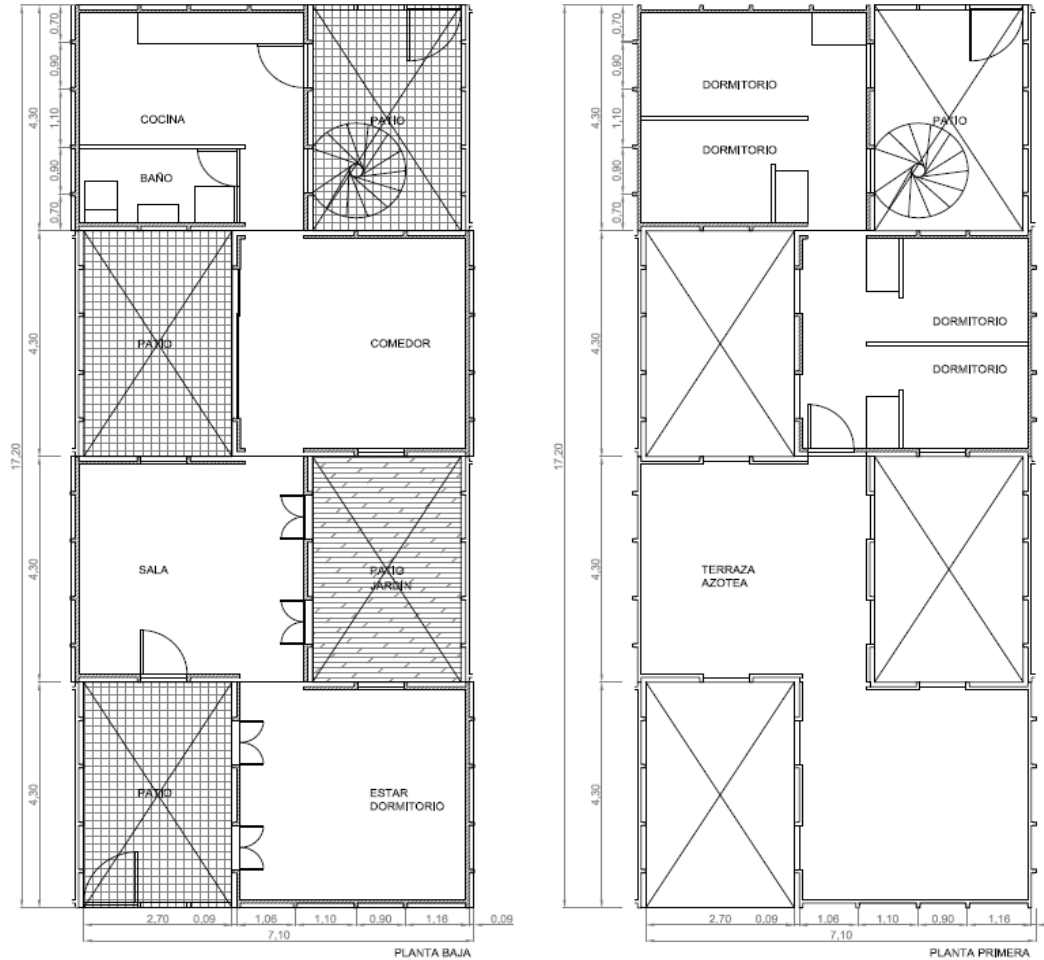 0,70
0,90
1,10
0,90
0,70
4,30
4,30
4,30
4,30
17,20
COCINA
PATIO
BAÑO
PATIO
COMEDOR
SALA
PATIO
JARDÍN
PATIO
ESTAR
DORMITORIO
2,70
0,09
1,06
1,10
0,90
1,16
0,09
7,10
PLANTA BAJA
0,70
0,90
1,10
0,90
0,70
4,30
4,30
4,30
4,30
17,20
DORMITORIO
PATIO
DORMITORIO
DORMITORIO
DORMITORIO
TERRAZA
AZOTEA
2,70
0,09
1,06
1,10
0,90
1,16
0,09
7,10
PLANTA PRIMERA